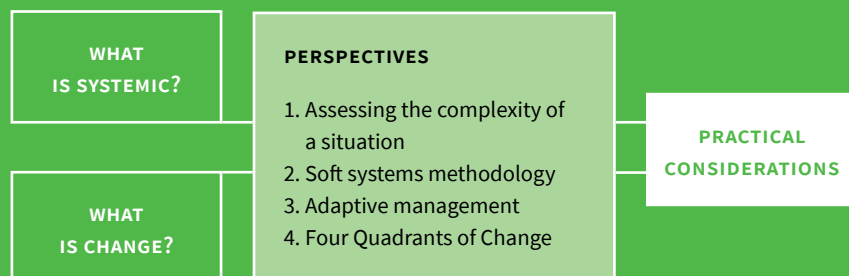 WHAT
IS SYSTEMIC?
WHAT
IS CHANGE?
PERSPECTIVES
1. Assessing the complexity of
a situation
2. Soft systems methodology
3. Adaptive management
4. Four Quadrants of Change
PRACTICAL
CONSIDERATIONS